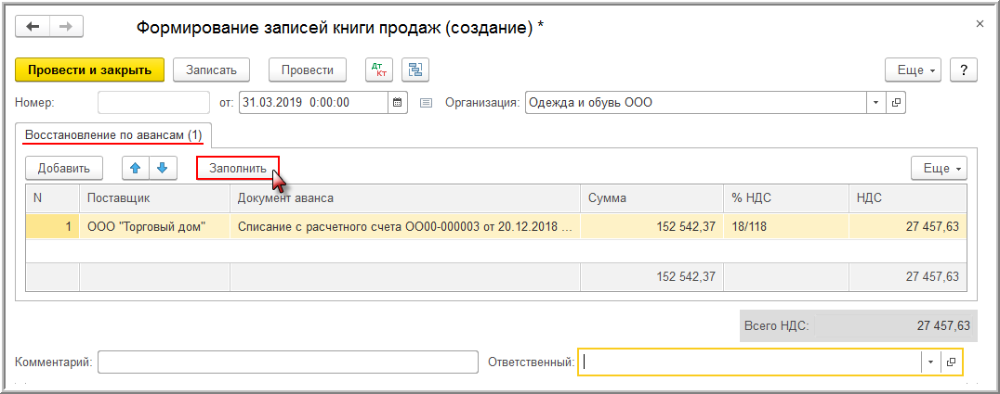 Формирование записей книги продаж (создание) *
Провести и закрыть Записать Провести Дт Кт Еще ?
Номер: от: 31.03.2019 0:00:00 Организация: Одежда и обувь ООО
Восстановление по авансам (1)
Добавить Заполнить Еще
N Поставщик Документ аванса Сумма % НДС НДС
1 ООО "Торговый дом" Списание с расчетного счета ОО00-000003 от 20.12.2018 ... 152 542,37 18/118 27 457,63
152 542,37 27 457,63
Всего НДС: 27 457,63
Комментарий: Ответственный: